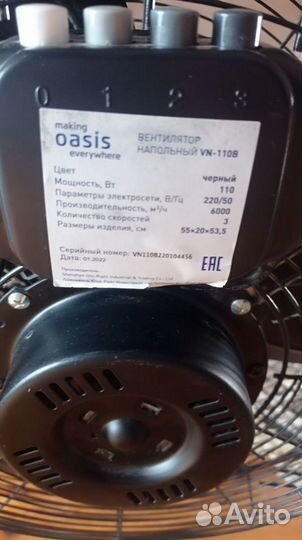 0 1 2 3
making
oasis
everywhere
ВЕНТИЛЯТОР
НАПОЛЬНЫЙ VN-110B
Цвет черный
Мощность, Вт 110
Параметры электросети, В/Гц 220/50
Производительность, м³/ч 6000
Количество скоростей 3
Размеры изделия, см 55×20×53,5
Серийный номер: VN110B220104456
Дата: 01.2022
Производитель:
EAC
Avito